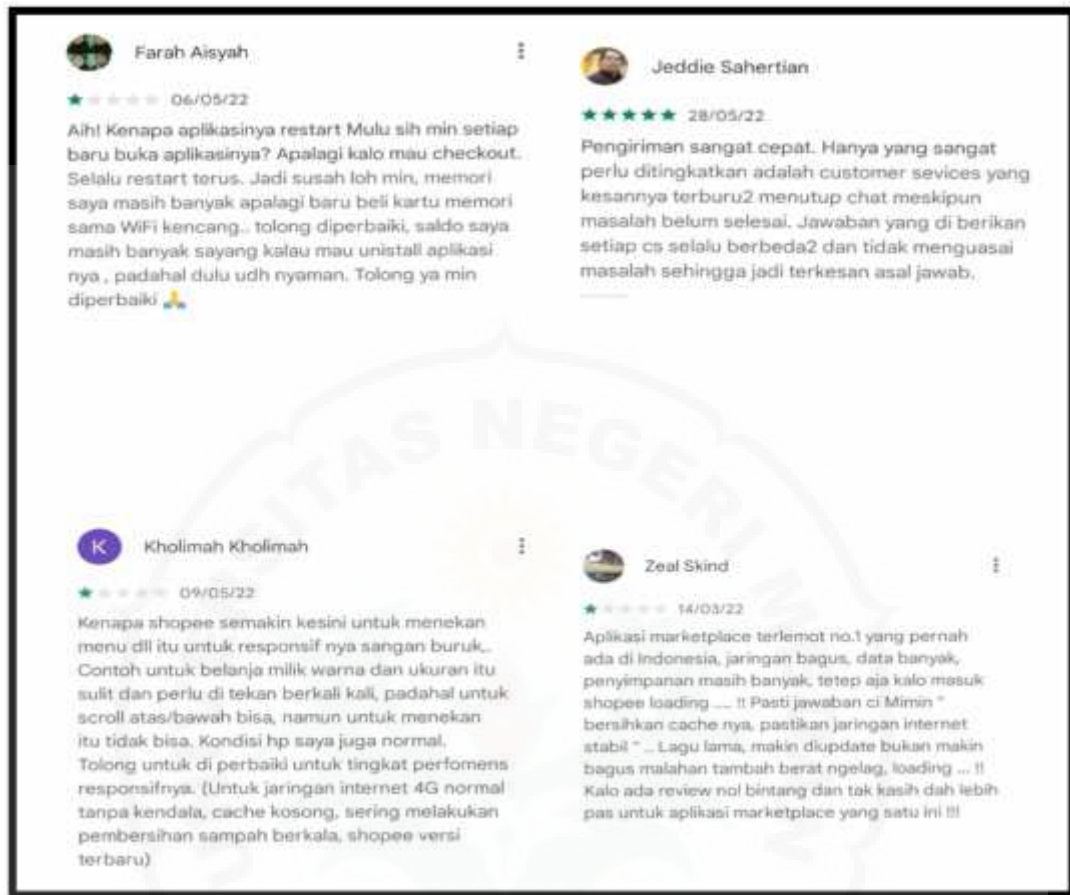 Farah Aisyah
06/05/22
Aih! Kenapa aplikasinya restart Mulu sih min setiap
baru buka aplikasinya? Apalagi kalo mau checkout.
Selalu restart terus. Jadi susah loh min, memori
saya masih banyak apalagi baru beli kartu memori
sama WiFi kencang.. tolong diperbaiki, saldo saya
masih banyak sayang kalau mau unistall aplikasi
nya , padahal dulu udh nyaman. Tolong ya min
diperbaiki 🙏
Jeddie Sahertian
28/05/22
Pengiriman sangat cepat. Hanya yang sangat
perlu ditingkatkan adalah customer sevices yang
kesannya terburu2 menutup chat meskipun
masalah belum selesai. Jawaban yang di berikan
setiap cs selalu berbeda2 dan tidak menguasai
masalah sehingga jadi terkesan asal jawab.
K
Kholimah Kholimah
09/05/22
Kenapa shopee semakin kesini untuk menekan
menu dll itu untuk responsif nya sangan buruk,.
Contoh untuk belanja milik warna dan ukuran itu
sulit dan perlu di tekan berkali kali, padahal untuk
scroll atas/bawah bisa, namun untuk menekan
itu tidak bisa. Kondisi hp saya juga normal.
Tolong untuk di perbaiki untuk tingkat perfomens
responsifnya. (Untuk jaringan internet 4G normal
tanpa kendala, cache kosong, sering melakukan
pembersihan sampah berkala, shopee versi
terbaru)
Zeal Skind
14/03/22
Aplikasi marketplace terlemot no.1 yang pernah
ada di Indonesia, jaringan bagus, data banyak,
penyimpanan masih banyak, tetep aja kalo masuk
shopee loading .... !! Pasti jawaban ci Mimin "
bersihkan cache nya, pastikan jaringan internet
stabil " .. Lagu lama, makin diupdate bukan makin
bagus malahan tambah berat ngelag, loading ... !!
Kalo ada review nol bintang dan tak kasih dah lebih
pas untuk aplikasi marketplace yang satu ini !!!
ITAS NEGERI M